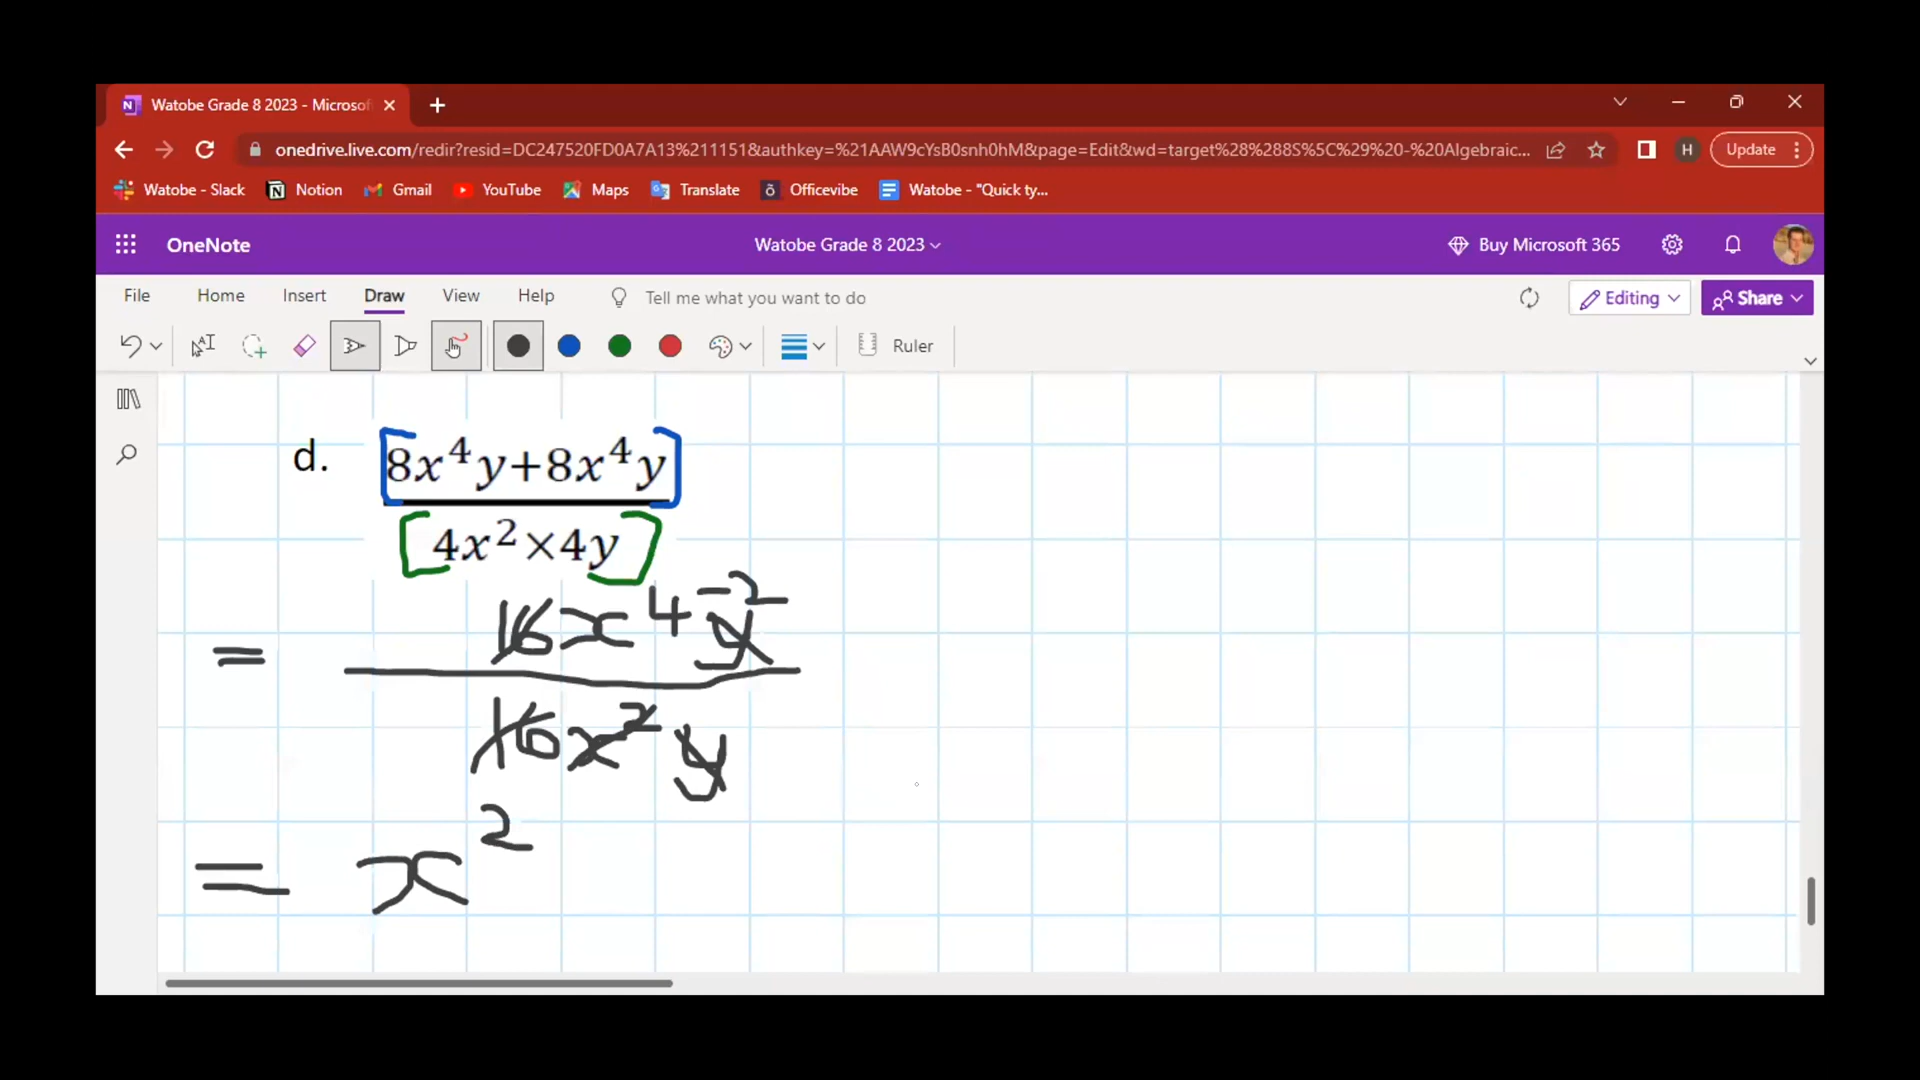 Watobe Grade 8 2023 - Microsof
onedrive.live.com/redir?resid=DC247520FD0A7A13%211151&authkey=%21AAW9cYsB0snh0hM&page=Edit&wd=target%28%288S%5C%29%20-%20Algebraic... H Update
Watobe - Slack Notion Gmail YouTube Maps Translate Officevibe Watobe - "Quick ty...
OneNote Watobe Grade 8 2023 Buy Microsoft 365
File Home Insert Draw View Help Tell me what you want to do Editing Share
Ruler
d. [8x⁴y+8x⁴y]
[4x²×4y]
= 16x⁴y⁻²
16x²y
= x²